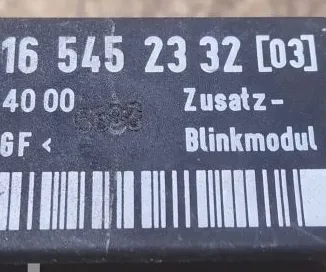 16 545 23 32 [03]
40 00 Zusatz-
GF < Blinkmodul